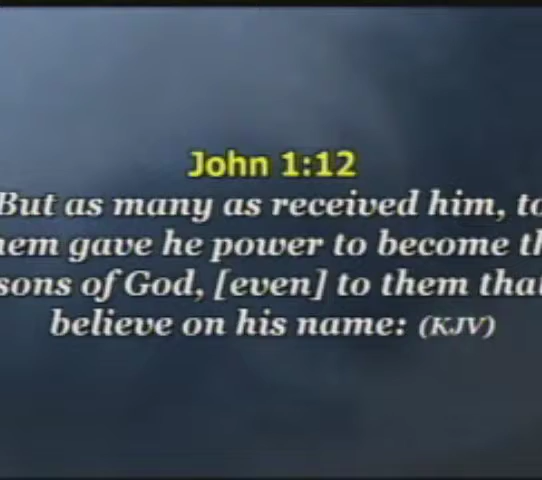 John 1:12
But as many as received him, to
hem gave he power to become th
sons of God, [even] to them that
believe on his name: (KJV)